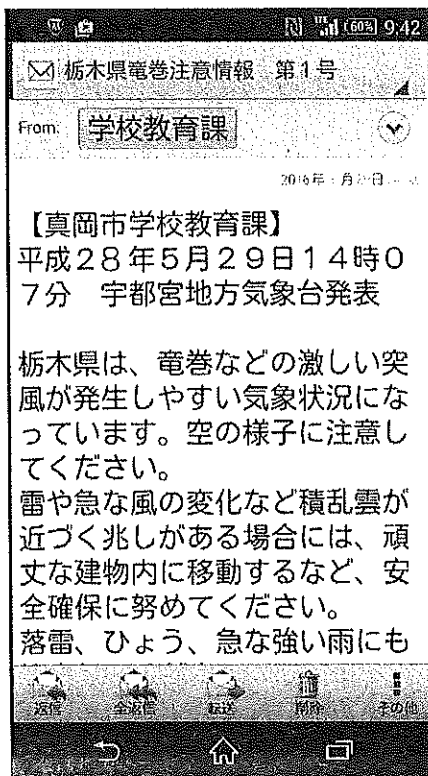 60% 9:42
栃木県竜巻注意情報 第1号
From:
学校教育課
2016年
【真岡市学校教育課】
平成28年5月29日14時0
7分 宇都宮地方気象台発表
栃木県は、竜巻などの激しい突
風が発生しやすい気象状況にな
っています。空の様子に注意し
てください。
雷や急な風の変化など積乱雲が
近づく兆しがある場合には、頑
丈な建物内に移動するなど、安
全確保に努めてください。
落雷、ひょう、急な強い雨にも
返信 全返信 転送 削除 その他